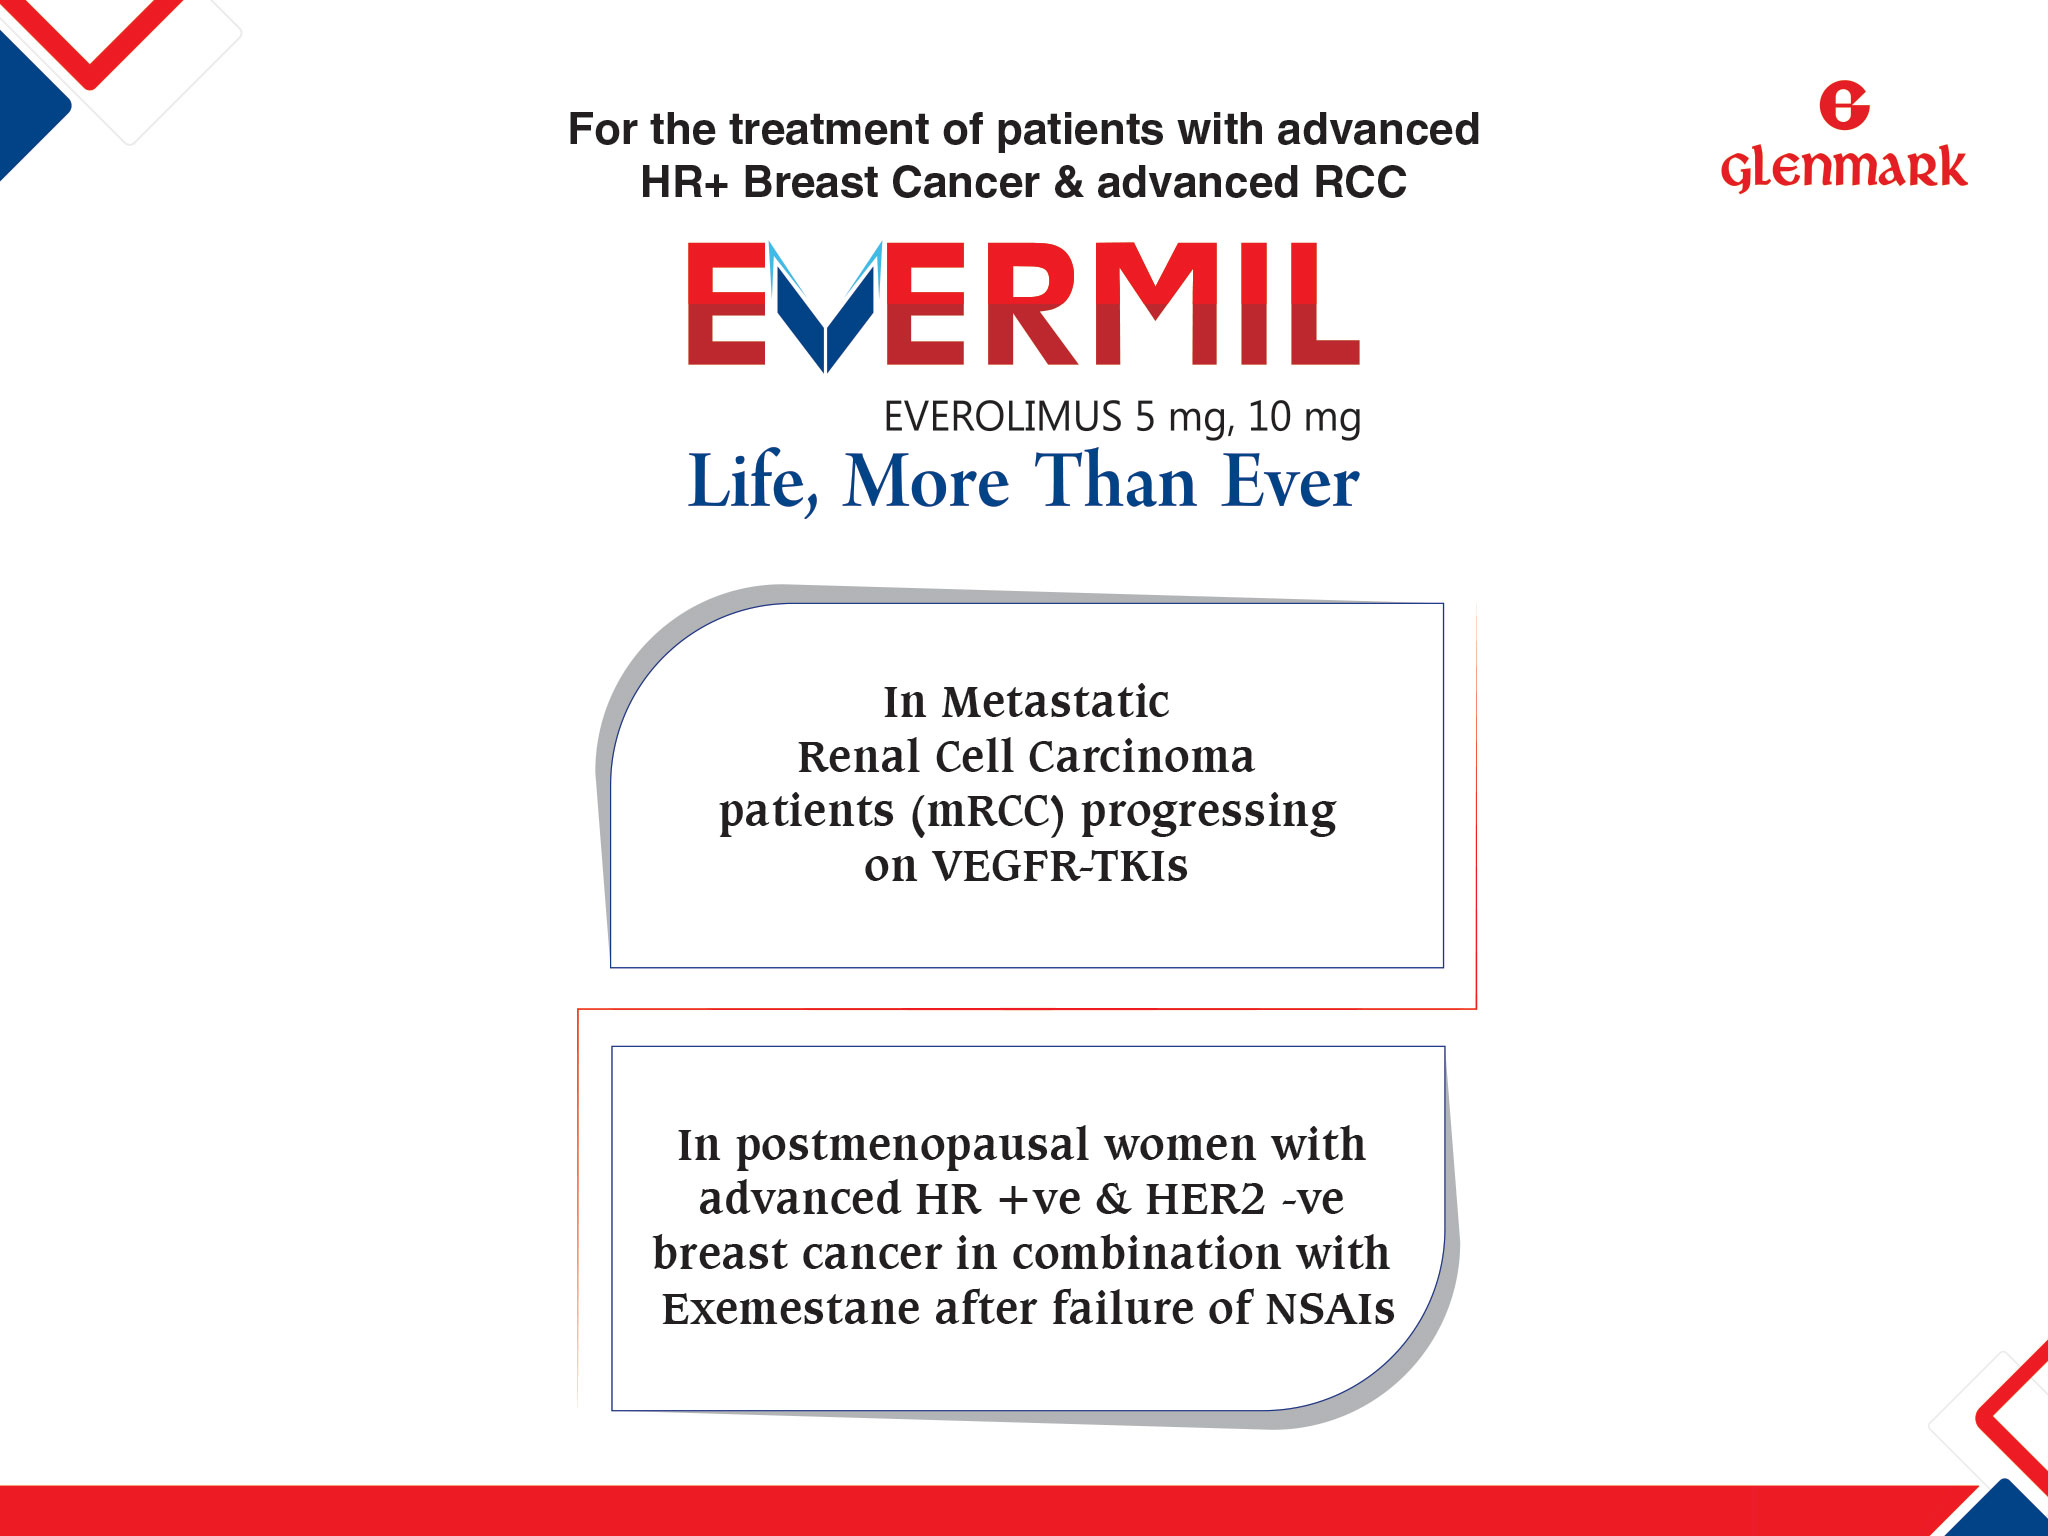 For the treatment of patients with advanced
HR+ Breast Cancer & advanced RCC
glenmark
EVERMIL
EVEROLIMUS 5 mg, 10 mg
Life, More Than Ever
In Metastatic
Renal Cell Carcinoma
patients (mRCC) progressing
on VEGFR-TKIs
In postmenopausal women with
advanced HR +ve & HER2 -ve
breast cancer in combination with
Exemestane after failure of NSAIs